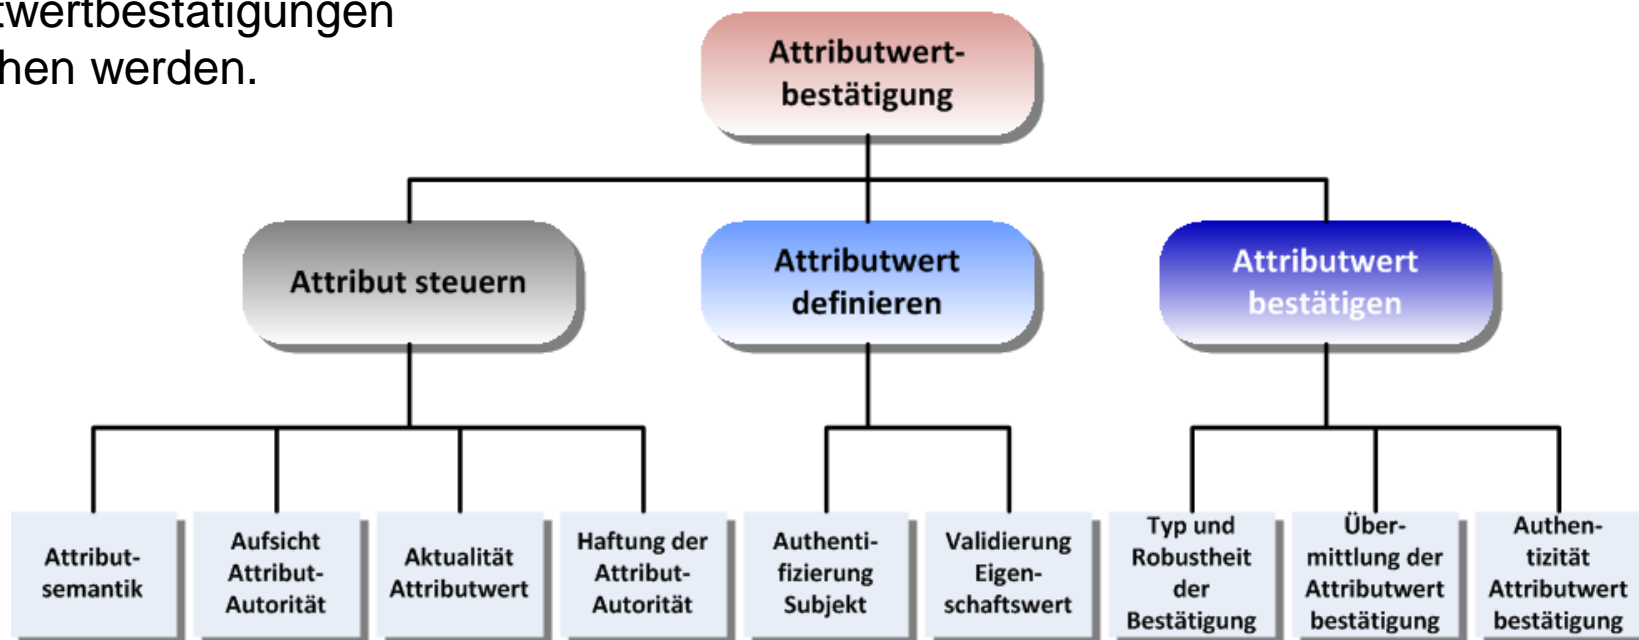 twertbestätigungen
hen werden.
Attributwert-
bestätigung
Attribut steuern
Attributwert
definieren
Attributwert
bestätigen
Attribut-
semantik
Aufsicht
Attribut-
Autorität
Aktualität
Attributwert
Haftung der
Attribut-
Autorität
Authenti-
fizierung
Subjekt
Validierung
Eigen-
schaftswert
Typ und
Robustheit
der
Bestätigung
Über-
mittlung der
Attributwert
bestätigung
Authen-
tizität
Attributwert
bestätigung